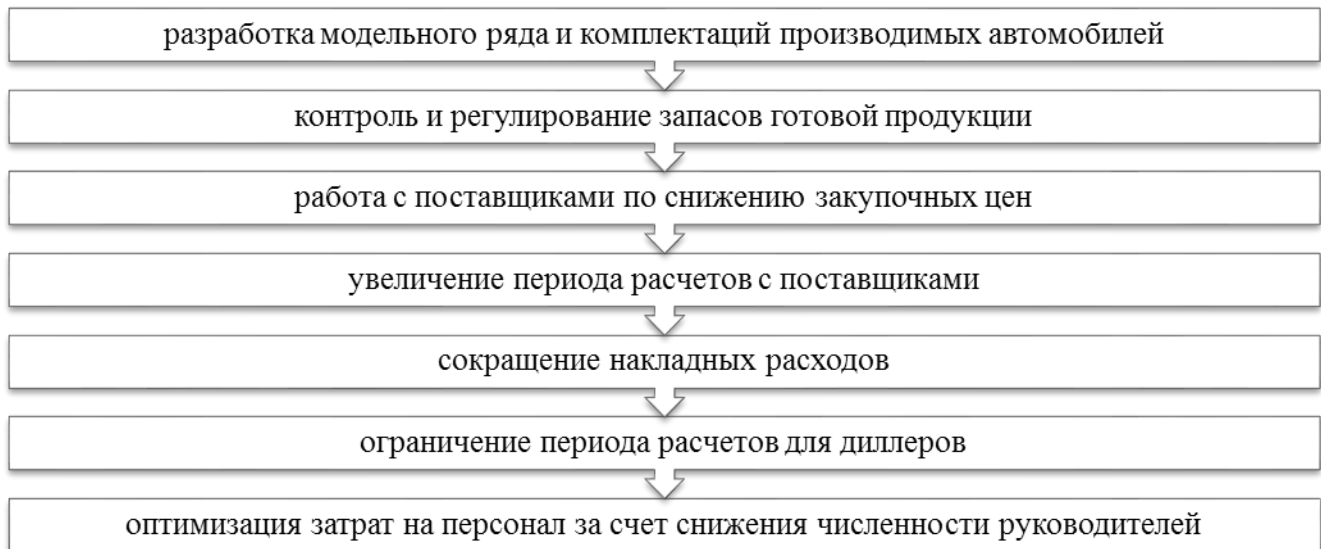 разработка модельного ряда и комплектаций производимых автомобилей
контроль и регулирование запасов готовой продукции
работа с поставщиками по снижению закупочных цен
увеличение периода расчетов с поставщиками
сокращение накладных расходов
ограничение периода расчетов для диллеров
оптимизация затрат на персонал за счет снижения численности руководителей